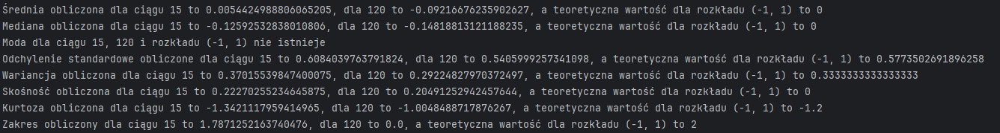 Średnia obliczona dla ciągu 15 to 0.0054424988806065205, dla 120 to -0.09216676235902627, a teoretyczna wartość dla rozkładu (-1, 1) to 0
Mediana obliczona dla ciągu 15 to -0.12592532838010806, dla 120 to -0.14818813121188235, a teoretyczna wartość dla rozkładu (-1, 1) to 0
Moda dla ciągu 15, 120 i rozkładu (-1, 1) nie istnieje
Odchylenie standardowe obliczone dla ciągu 15 to 0.6084039763791824, dla 120 to 0.5405999257341098, a teoretyczna wartość dla rozkładu (-1, 1) to 0.5773502691896258
Wariancja obliczona dla ciągu 15 to 0.37015539847400075, dla 120 to 0.29224827970372497, a teoretyczna wartość dla rozkładu (-1, 1) to 0.3333333333333333
Skośność obliczona dla ciągu 15 to 0.22270255234645875, dla 120 to 0.20491252942457644, a teoretyczna wartość dla rozkładu (-1, 1) to 0
Kurtoza obliczona dla ciągu 15 to -1.3421117959414965, dla 120 to -1.0048488717876267, a teoretyczna wartość dla rozkładu (-1, 1) to -1.2
Zakres obliczony dla ciągu 15 to 1.7871252163740476, dla 120 to 0.0, a teoretyczna wartość dla rozkładu (-1, 1) to 2